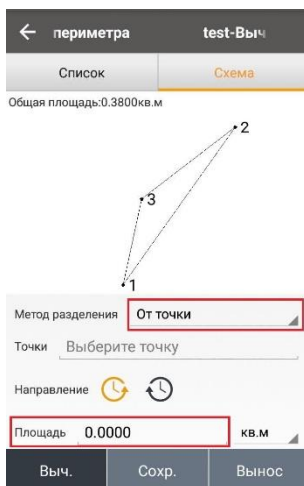 периметра test-Выч
Список Схема
Общая площадь:0.3800кв.м
2
3
1
Метод разделения От точки
Точки Выберите точку
Направление
Площадь 0.0000 кв.м
Выч. Сохр. Вынос